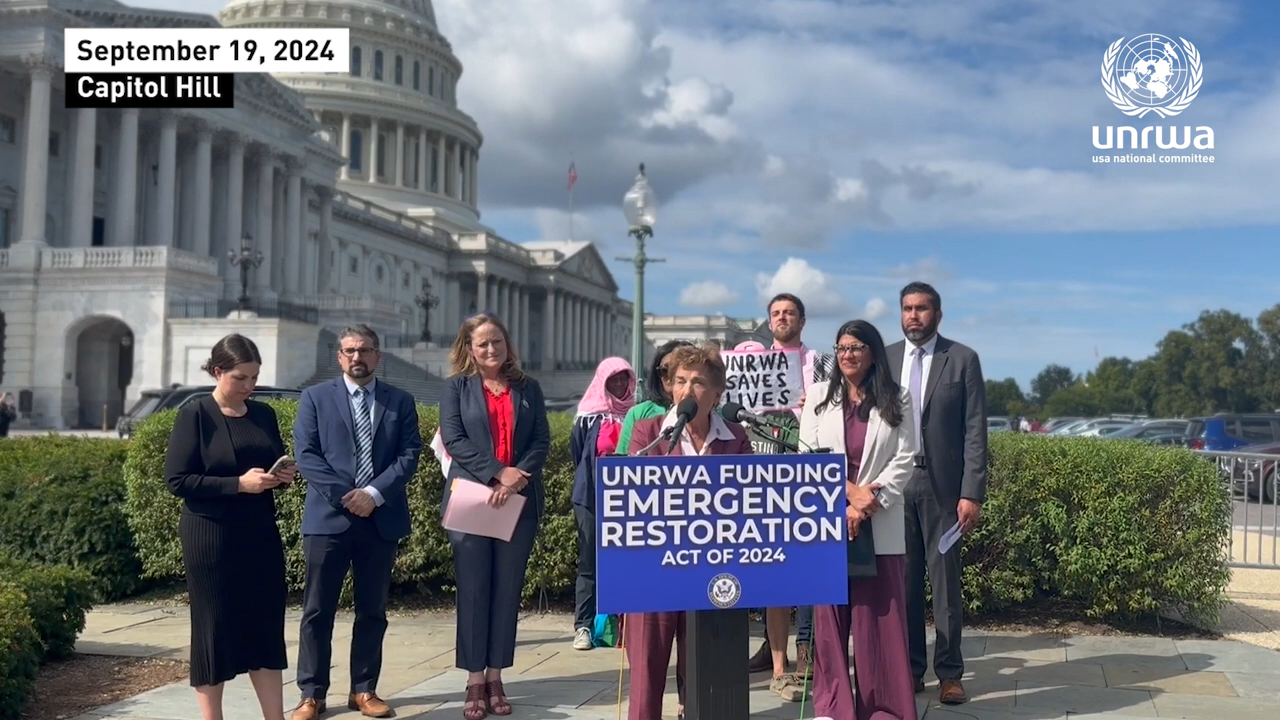 September 19, 2024
Capitol Hill
unrwa
usa national committee
UNRWA
SAVES
LIVES
UNRWA FUNDING
EMERGENCY
RESTORATION
ACT OF 2024